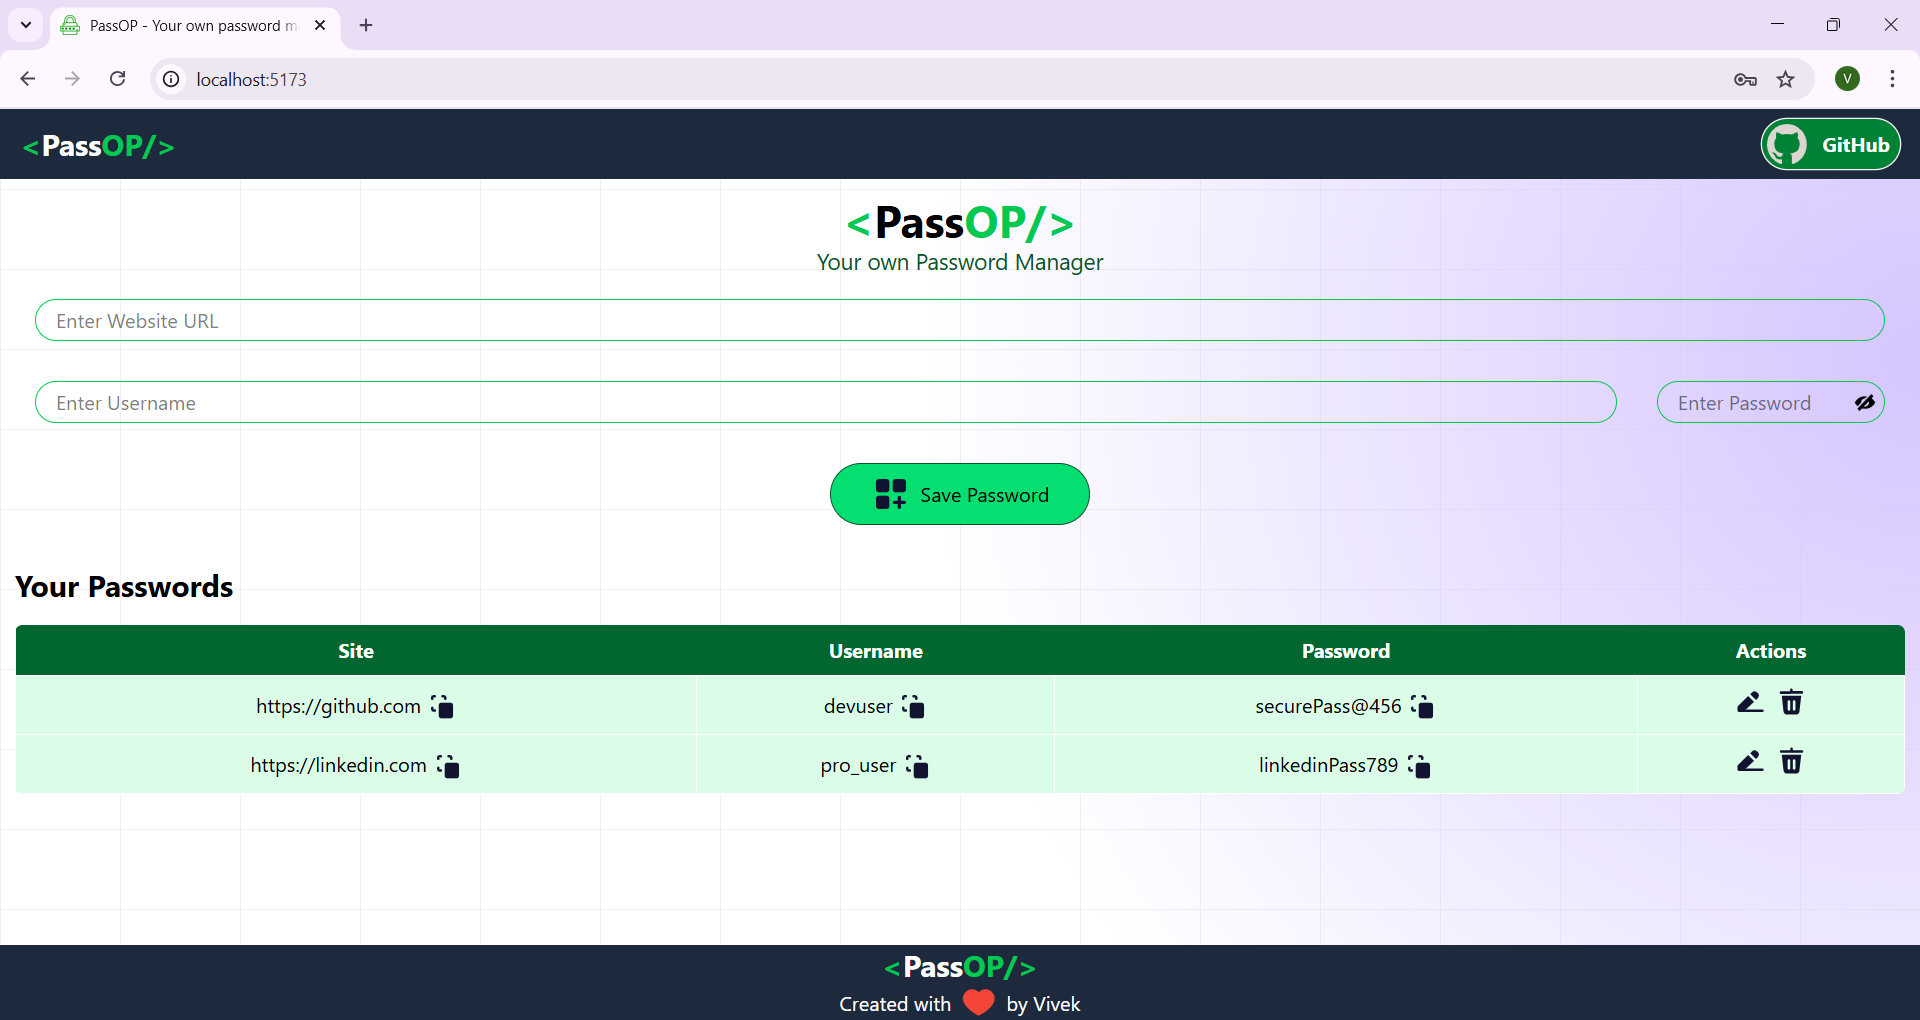 PassOP - Your own password m
localhost:5173
V
<PassOP/>
GitHub
<PassOP/>
Your own Password Manager
Enter Website URL
Enter Username
Enter Password
Save Password
Your Passwords
Site Username Password Actions
https://github.com devuser securePass@456
https://linkedin.com pro_user linkedinPass789
<PassOP/>
Created with by Vivek